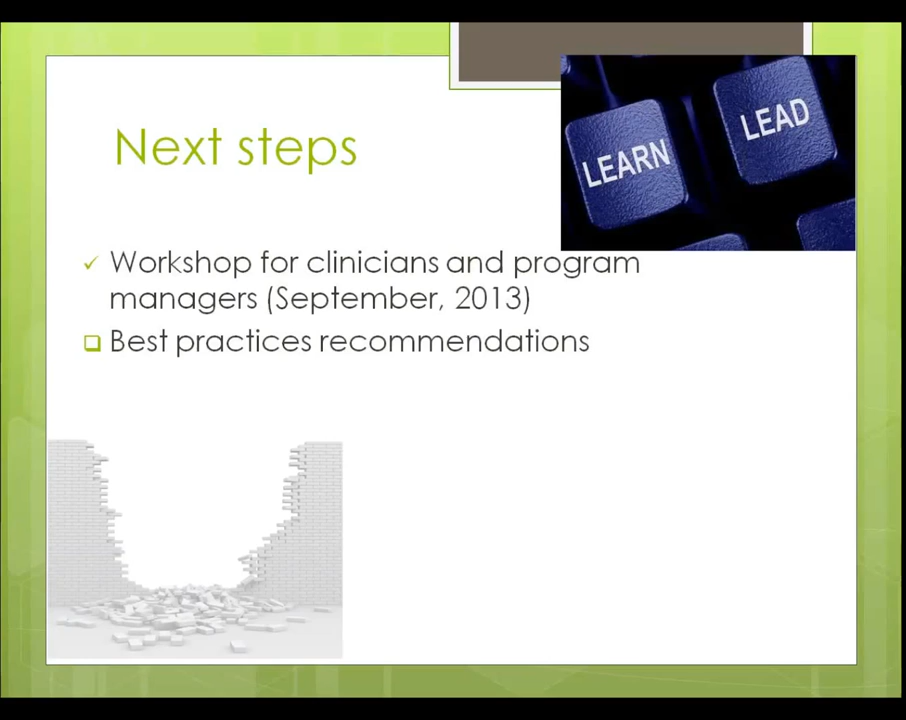 LEARN
LEAD
Next steps
Workshop for clinicians and program
managers (September, 2013)
Best practices recommendations